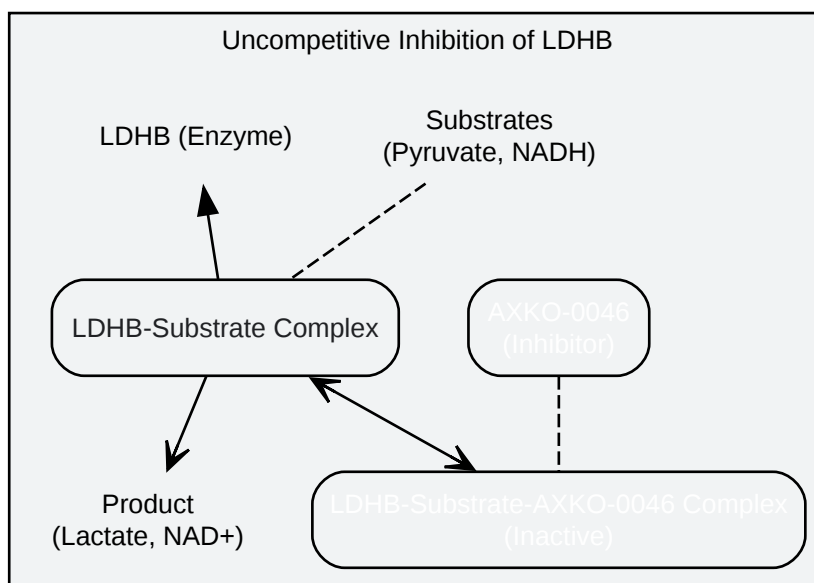 Uncompetitive Inhibition of LDHB
LDHB (Enzyme)
Substrates
(Pyruvate, NADH)
LDHB-Substrate Complex
AXKO-0046
(Inhibitor)
Product
(Lactate, NAD+)
LDHB-Substrate-AXKO-0046 Complex
(Inactive)